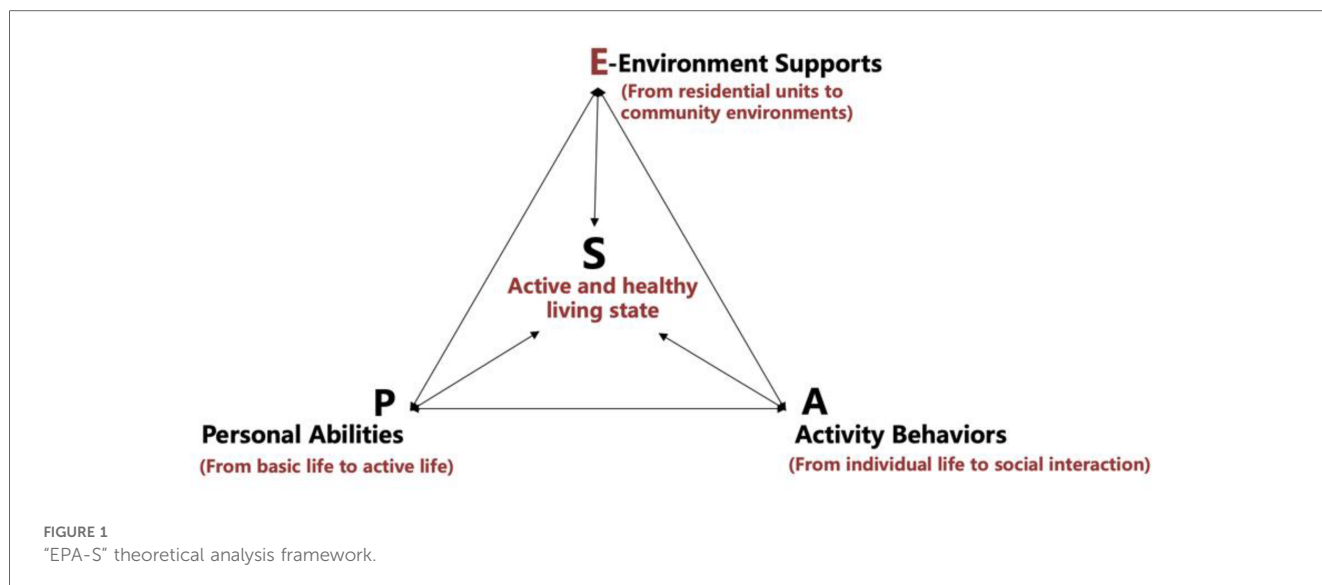 E-Environment Supports
(From residential units to
community environments)
S
Active and healthy
living state
P
Personal Abilities
(From basic life to active life)
A
Activity Behaviors
(From individual life to social interaction)
FIGURE 1
“EPA-S” theoretical analysis framework.